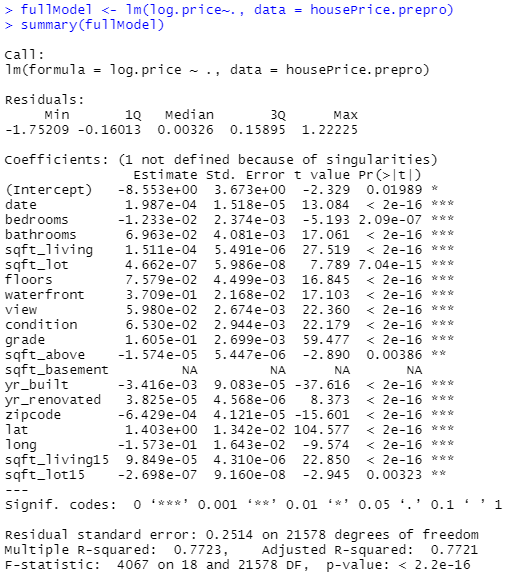 > fullModel <- lm(log.price~., data = housePrice.prepro)
> summary(fullModel)

Call:
lm(formula = log.price ~ ., data = housePrice.prepro)

Residuals:
     Min       1Q   Median       3Q      Max
-1.75209 -0.16013  0.00326  0.15895  1.22225

Coefficients: (1 not defined because of singularities)
                Estimate Std. Error t value Pr(>|t|)
(Intercept)   -8.553e+00  3.673e+00  -2.329  0.01989 *
date           1.987e-04  1.518e-05  13.084  < 2e-16 ***
bedrooms      -1.233e-02  2.374e-03  -5.193 2.09e-07 ***
bathrooms      6.963e-02  4.081e-03  17.061  < 2e-16 ***
sqft_living    1.511e-04  5.491e-06  27.519  < 2e-16 ***
sqft_lot       4.662e-07  5.986e-08   7.789 7.04e-15 ***
floors         7.579e-02  4.499e-03  16.845  < 2e-16 ***
waterfront     3.709e-01  2.168e-02  17.103  < 2e-16 ***
view           5.980e-02  2.674e-03  22.360  < 2e-16 ***
condition      6.530e-02  2.944e-03  22.179  < 2e-16 ***
grade          1.605e-01  2.699e-03  59.477  < 2e-16 ***
sqft_above    -1.574e-05  5.447e-06  -2.890  0.00386 **
sqft_basement         NA         NA      NA       NA
yr_built      -3.416e-03  9.083e-05 -37.616  < 2e-16 ***
yr_renovated   3.825e-05  4.568e-06   8.373  < 2e-16 ***
zipcode       -6.429e-04  4.121e-05 -15.601  < 2e-16 ***
lat            1.403e+00  1.342e-02 104.577  < 2e-16 ***
long          -1.573e-01  1.643e-02  -9.574  < 2e-16 ***
sqft_living15  9.849e-05  4.310e-06  22.850  < 2e-16 ***
sqft_lot15    -2.698e-07  9.160e-08  -2.945  0.00323 **
---
Signif. codes:  0 ‘***’ 0.001 ‘**’ 0.01 ‘*’ 0.05 ‘.’ 0.1 ‘ ’ 1

Residual standard error: 0.2514 on 21578 degrees of freedom
Multiple R-squared:  0.7723,    Adjusted R-squared:  0.7721
F-statistic:  4067 on 18 and 21578 DF,  p-value: < 2.2e-16